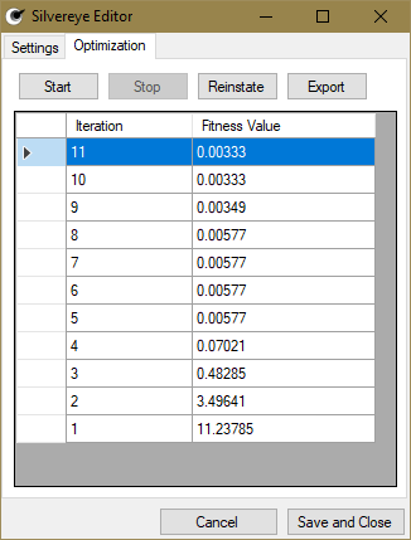 Silvereye Editor
Settings Optimization
Start Stop Reinstate Export
Iteration Fitness Value
11 0.00333
10 0.00333
9 0.00349
8 0.00577
7 0.00577
6 0.00577
5 0.00577
4 0.07021
3 0.48285
2 3.49641
1 11.23785
Cancel Save and Close